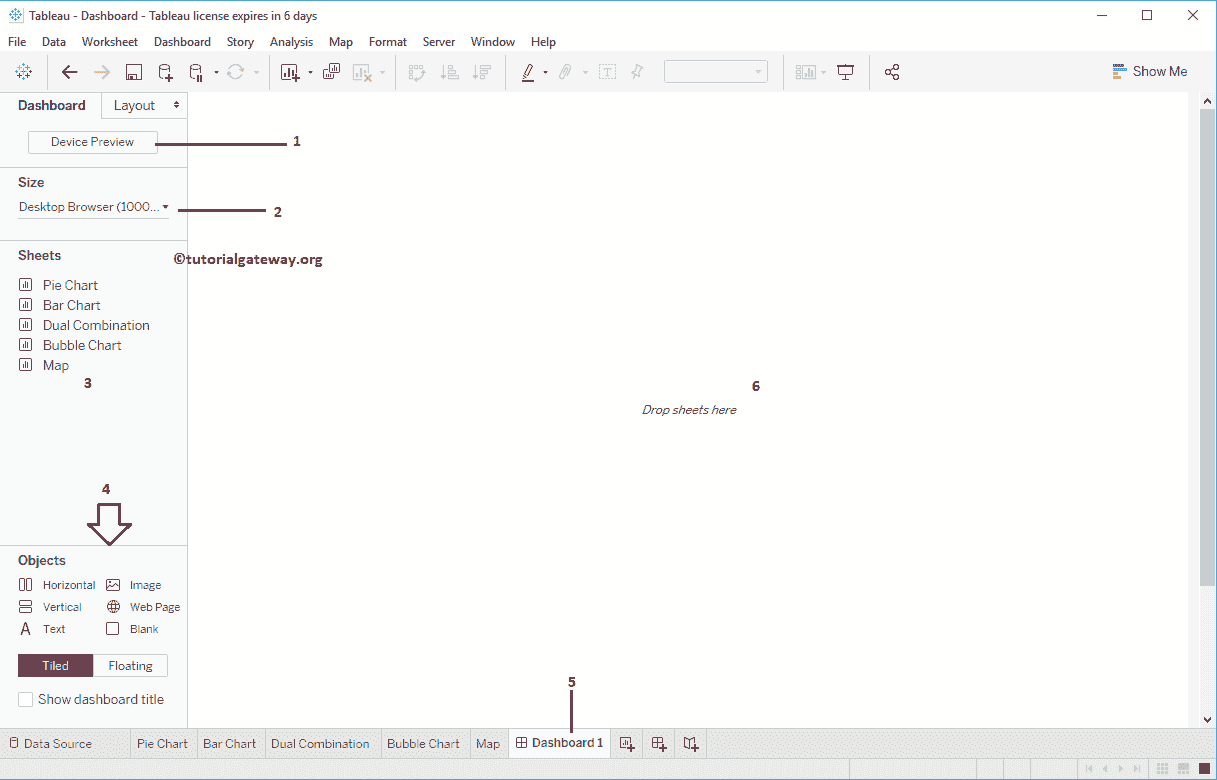 Tableau - Dashboard - Tableau license expires in 6 days
File Data Worksheet Dashboard Story Analysis Map Format Server Window Help
Show Me
Dashboard Layout
Device Preview
1
Size
Desktop Browser (1000...
2
Sheets
©tutorialgateway.org
Pie Chart
Bar Chart
Dual Combination
Bubble Chart
Map
3
6
Drop sheets here
4
Objects
Horizontal Image
Vertical Web Page
A Text Blank
Tiled Floating
Show dashboard title
5
Data Source Pie Chart Bar Chart Dual Combination Bubble Chart Map Dashboard 1